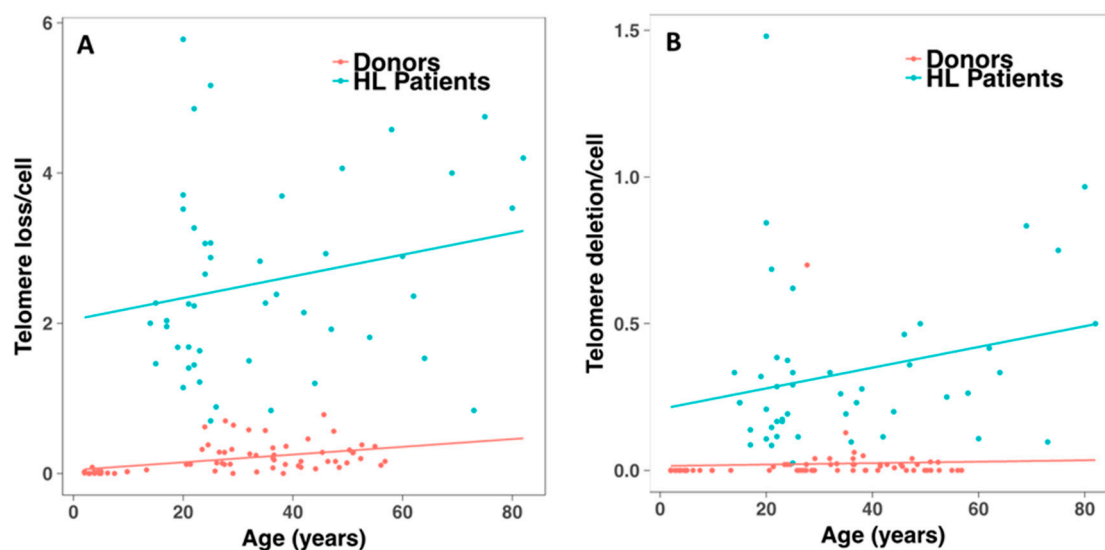 A
Donors
HL Patients
Telomere loss/cell
6
4
2
0
0
20
40
60
80
Age (years)
B
Donors
HL Patients
Telomere deletion/cell
1.5
1.0
0.5
0.0
0
20
40
60
80
Age (years)